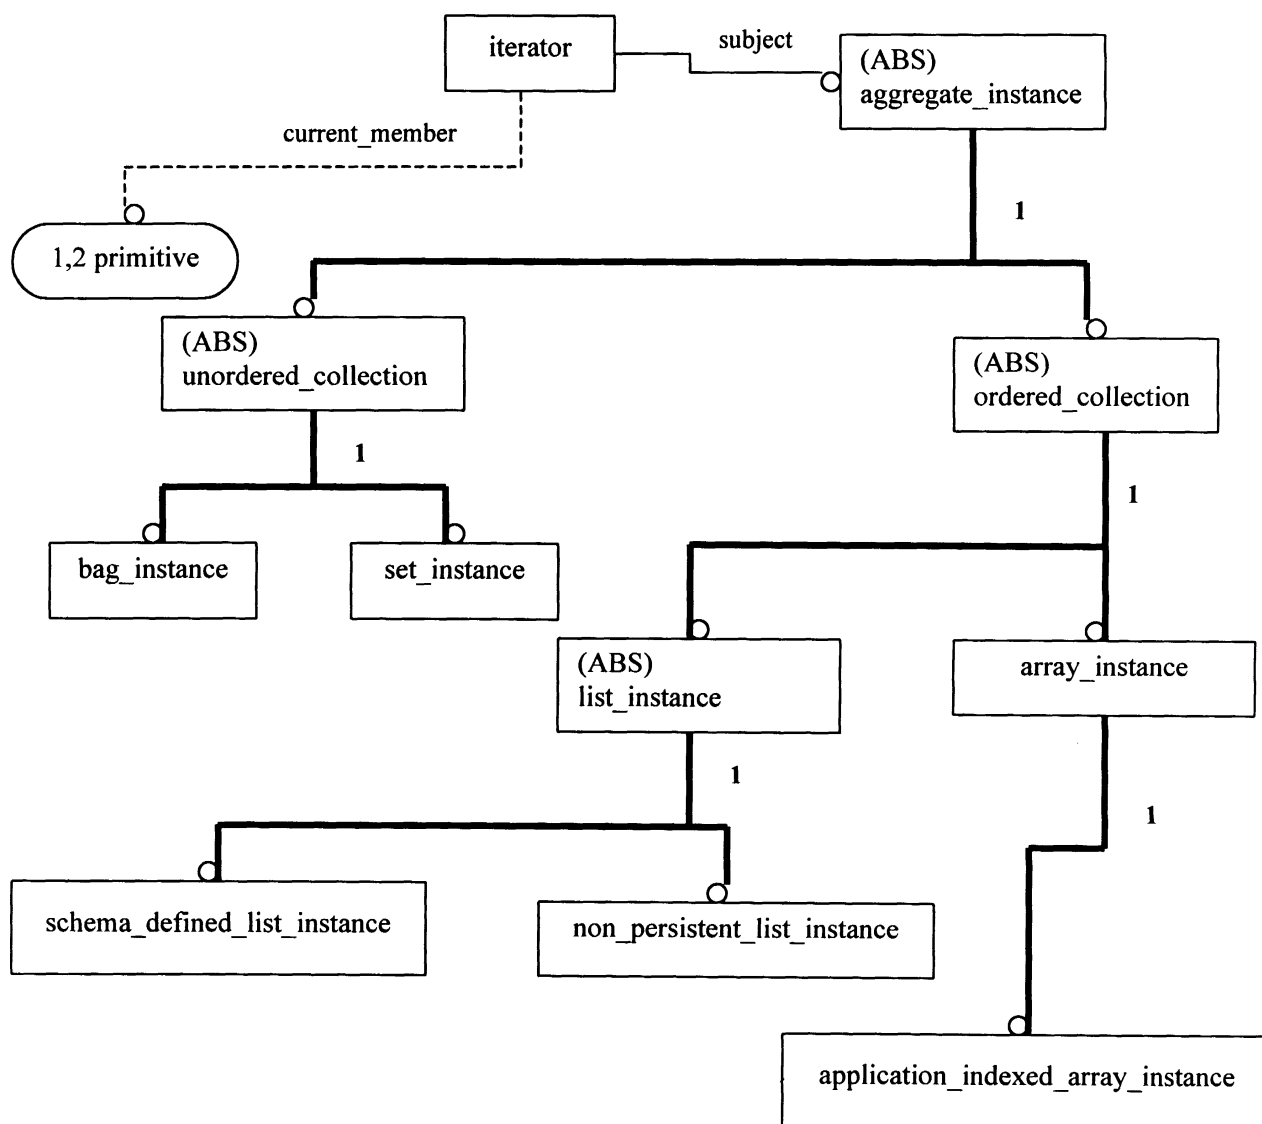 iterator
subject
(ABS)
aggregate_instance
current_member
1
1,2 primitive
(ABS)
unordered_collection
(ABS)
ordered_collection
1
1
bag_instance
set_instance
(ABS)
list_instance
array_instance
1
1
schema_defined_list_instance
non_persistent_list_instance
application_indexed_array_instance